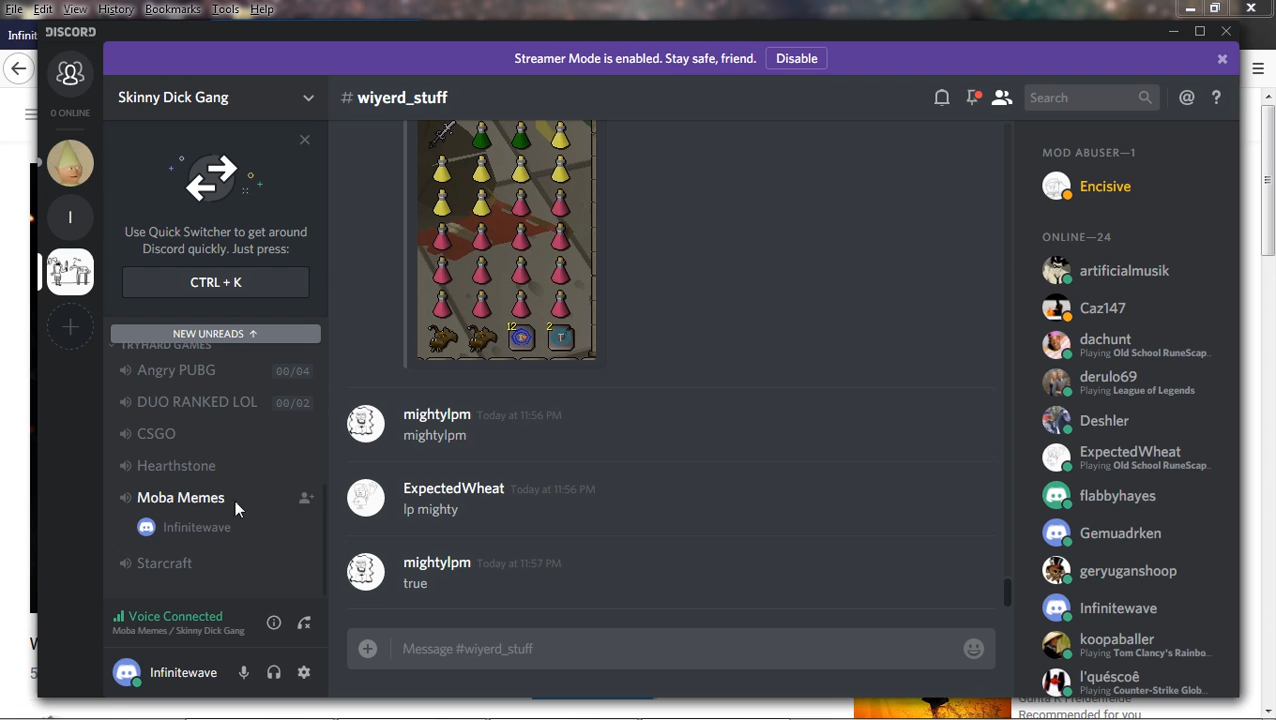 File Edit View History Bookmarks Tools Help
Infinit
DISCORD
Streamer Mode is enabled. Stay safe, friend. Disable
0 ONLINE
I
Skinny Dick Gang
Use Quick Switcher to get around
Discord quickly. Just press:
CTRL + K
NEW UNREADS ↑
TRYHARD GAMES
Angry PUBG 00/04
DUO RANKED LOL 00/02
CSGO
Hearthstone
Moba Memes
Infinitewave
Starcraft
Voice Connected
Moba Memes / Skinny Dick Gang
Infinitewave
# wiyerd_stuff
Search
@ ?
12
2
T
mightylpm Today at 11:56 PM
mightylpm
ExpectedWheat Today at 11:56 PM
lp mighty
mightylpm Today at 11:57 PM
true
Message #wiyerd_stuff
MOD ABUSER—1
Encisive
ONLINE—24
artificialmusik
Caz147
dachunt
Playing Old School RuneScap...
derulo69
Playing League of Legends
Deshler
ExpectedWheat
Playing Old School RuneScap...
flabbyhayes
Gemuadrken
geryuganshoop
Infinitewave
koopaballer
Playing Tom Clancy's Rainbo...
l'quéscoê
Playing Counter-Strike Glob...
Recommended for you